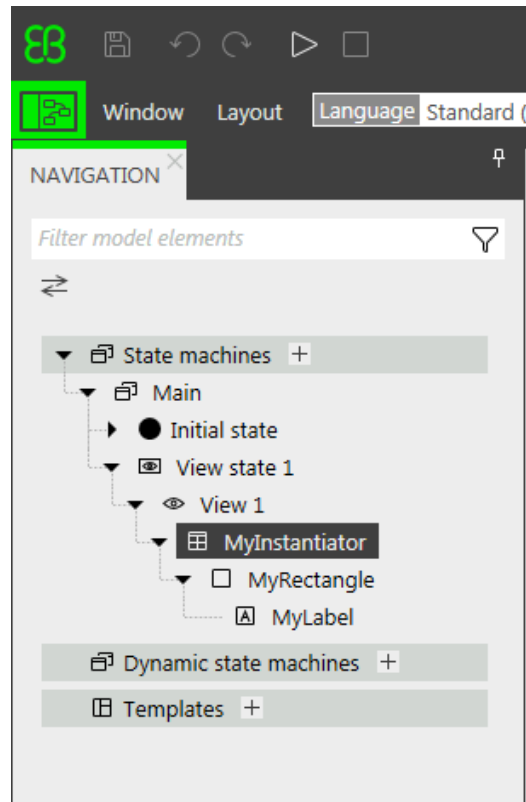 EB
Window Layout Language Standard (
NAVIGATION
Filter model elements
State machines +
Main
Initial state
View state 1
View 1
MyInstantiator
MyRectangle
A MyLabel
Dynamic state machines +
Templates +